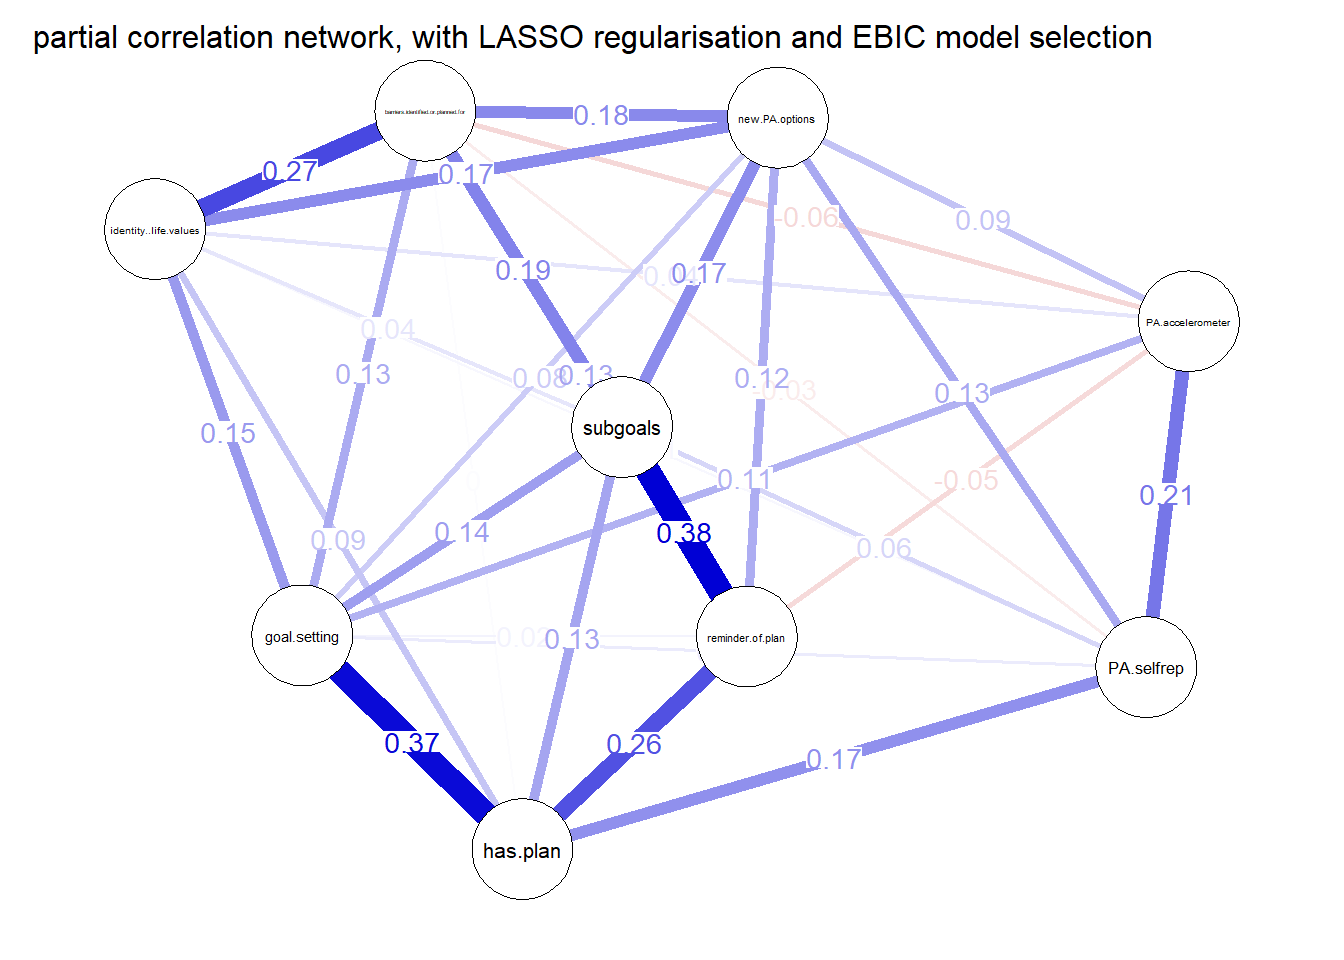 partial correlation network, with LASSO regularisation and EBIC model selection
barriers.identified.or.planned.for
new.PA.options
0.18
0.27
0.17
identity..life.values
-0.06
0.09
0.19
0.04
0.17
PA.accelerometer
0.04
0.13
0.08
0.13
0.12
-0.03
0.13
subgoals
0.15
0.11
-0.05
0.21
0.14
0.38
0.09
0.06
goal.setting
0.02
0.13
reminder.of.plan
PA.selfrep
0.37
0.26
0.17
has.plan